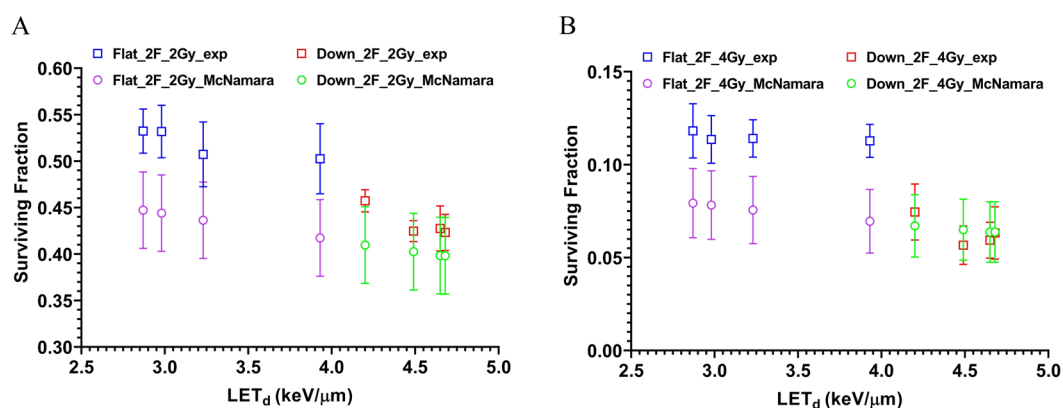 A
Flat_2F_2Gy_exp Down_2F_2Gy_exp
Flat_2F_2Gy_McNamara Down_2F_2Gy_McNamara
0.60
0.55
0.50
0.45
0.40
0.35
0.30
Surviving Fraction
2.5 3.0 3.5 4.0 4.5 5.0
LETd (keV/μm)
B
Flat_2F_4Gy_exp Down_2F_4Gy_exp
Flat_2F_4Gy_McNamara Down_2F_4Gy_McNamara
0.15
0.10
0.05
0.00
Surviving Fraction
2.5 3.0 3.5 4.0 4.5 5.0
LETd (keV/μm)